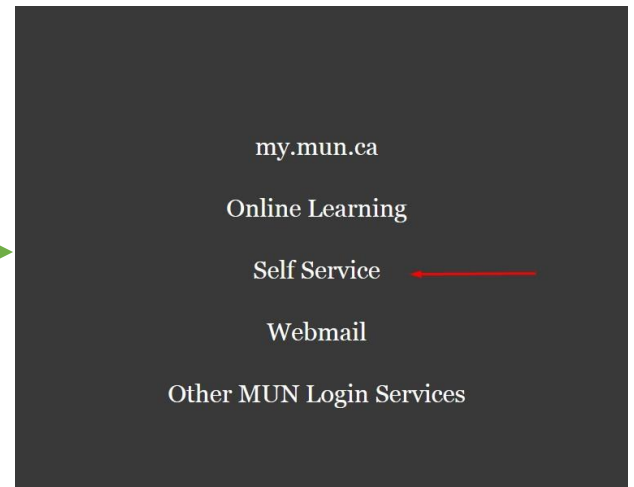 my.mun.ca
Online Learning
Self Service
Webmail
Other MUN Login Services